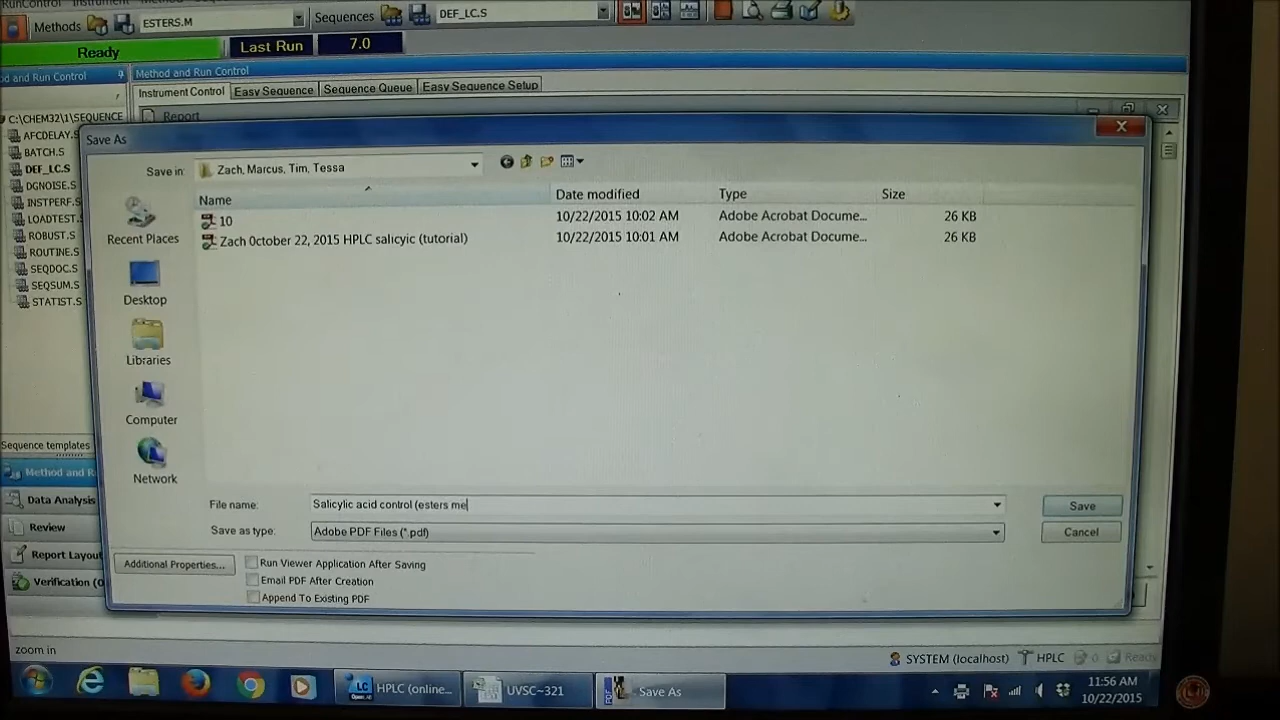 RunControl Instrument Method
Methods ESTERS.M Sequences DEF_LC.S
Ready Last Run 7.0
Method and Run Control
Instrument Control Easy Sequence Sequence Queue Easy Sequence Setup
C:\CHEM32\1\SEQUENCE
Report
AFCDELAY.S
BATCH.S
DEF_LC.S
DGNOISE.S
INSTPERF.S
LOADTEST.
ROBUST.S
ROUTINE.S
SEQDOC.S
SEQSUM.S
STATIST.S
Sequence templates
Method and R
Data Analysis
Review
Report Layou
Verification (O
Save As
Save in: Zach, Marcus, Tim, Tessa
Name Date modified Type Size
10 10/22/2015 10:02 AM Adobe Acrobat Docume... 26 KB
Zach October 22, 2015 HPLC salicyic (tutorial) 10/22/2015 10:01 AM Adobe Acrobat Docume... 26 KB
Recent Places
Desktop
Libraries
Computer
Network
File name: Salicylic acid control (esters me
Save as type: Adobe PDF Files (*.pdf)
Save
Cancel
Additional Properties...
Run Viewer Application After Saving
Email PDF After Creation
Append To Existing PDF
zoom in
SYSTEM (localhost) HPLC 0 Ready
HPLC (online... UVSC~321 Save As
11:56 AM
10/22/2015